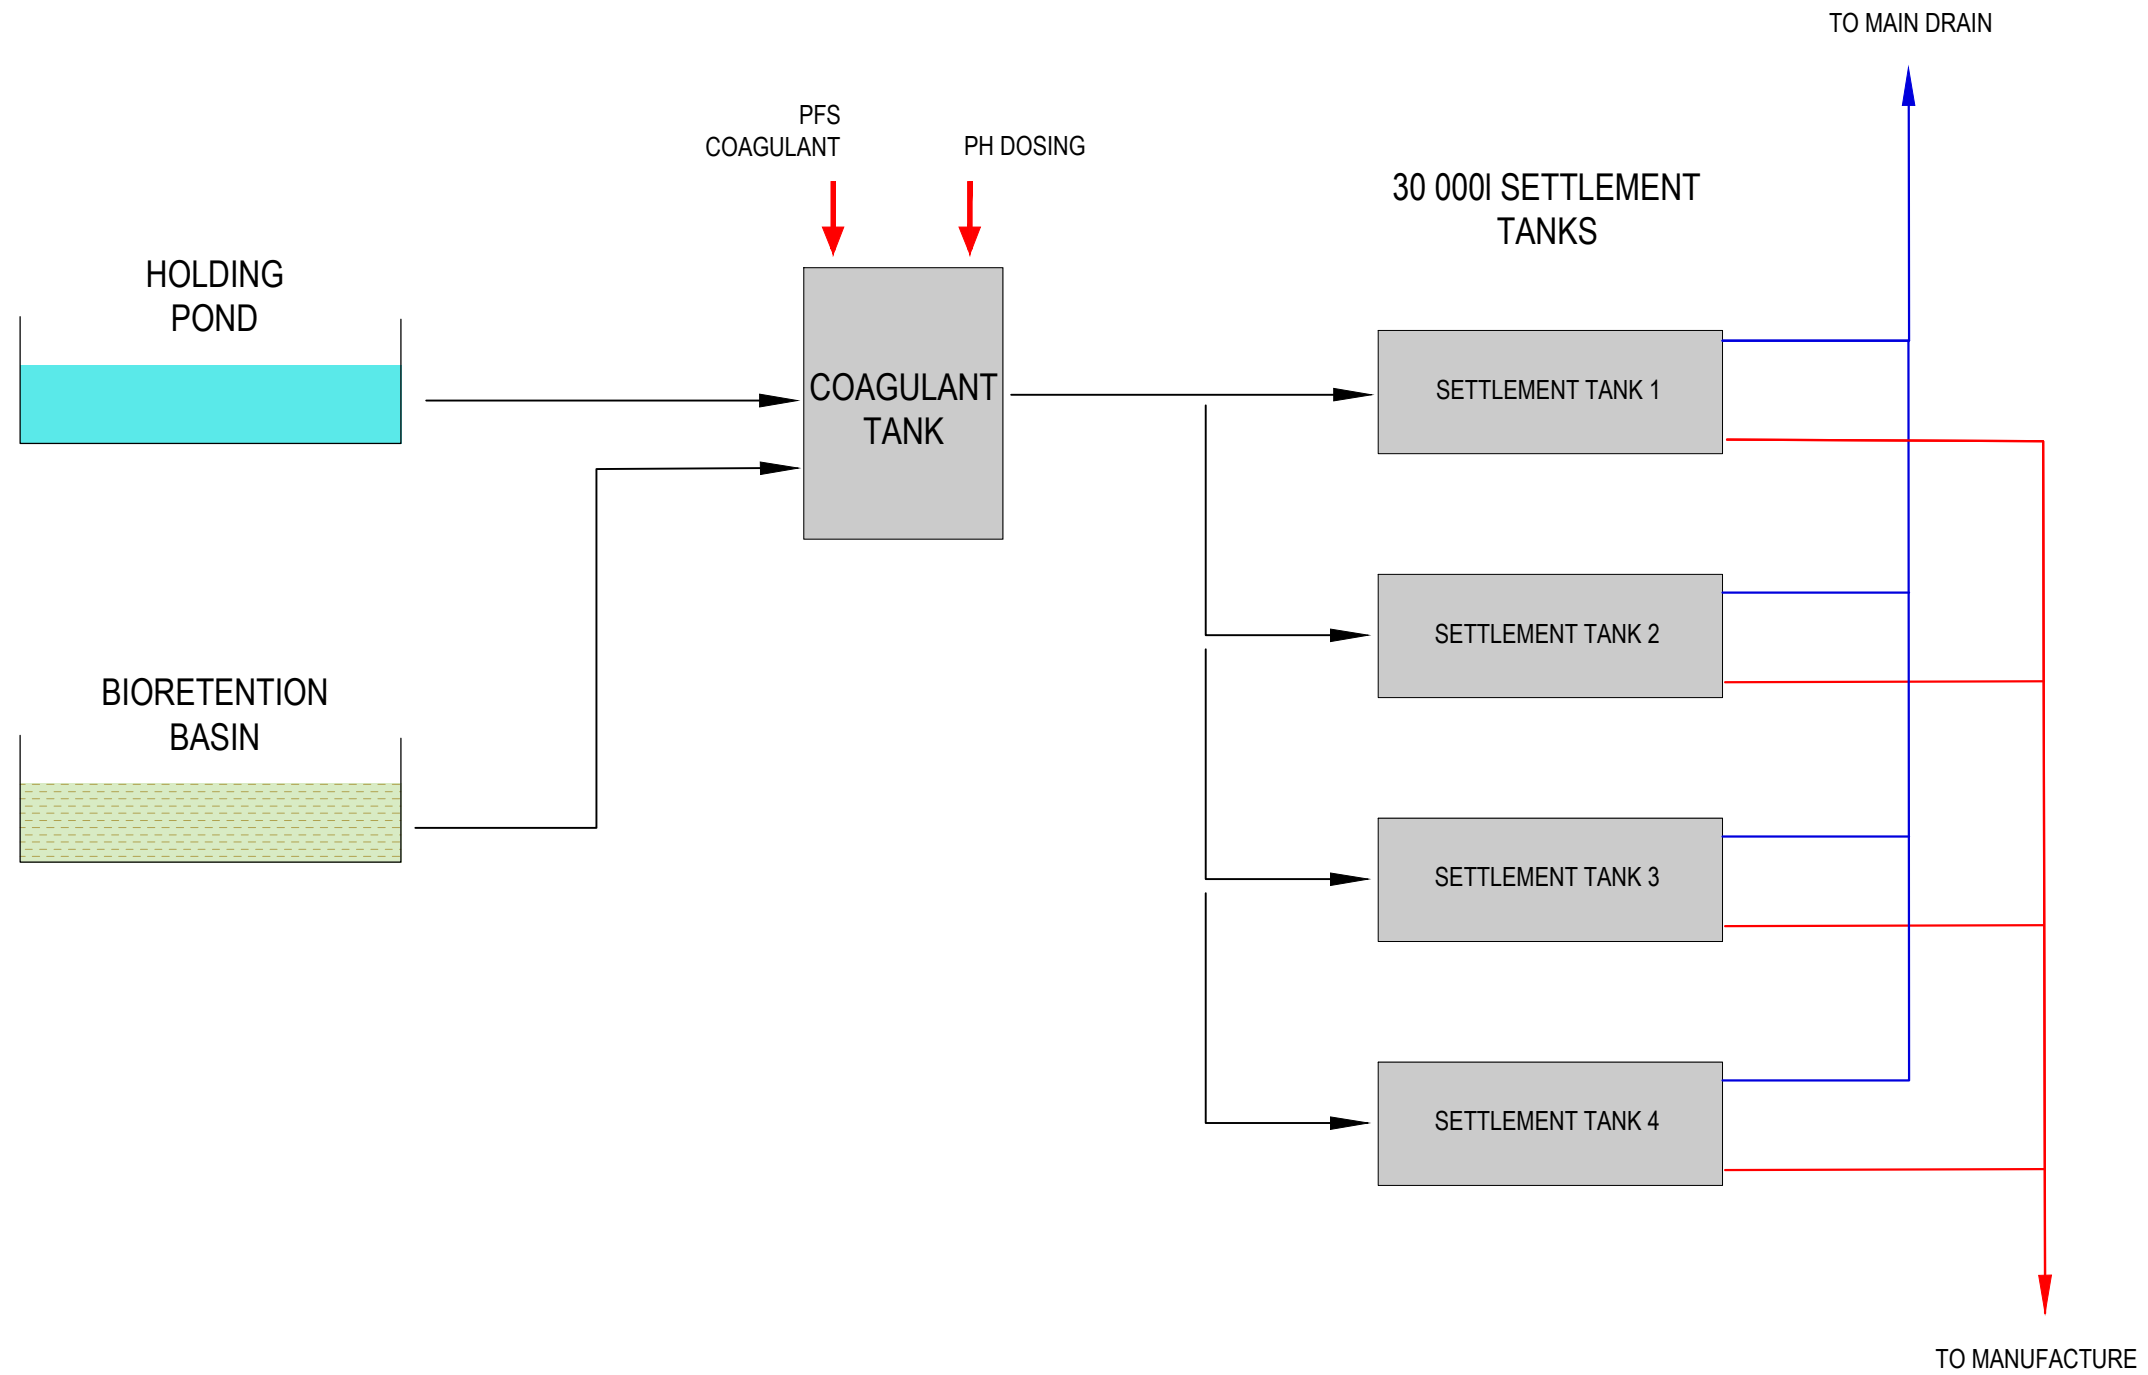 TO MAIN DRAIN
PFS
COAGULANT
PH DOSING
30 000l SETTLEMENT
TANKS
HOLDING
POND
COAGULANT
TANK
SETTLEMENT TANK 1
SETTLEMENT TANK 2
BIORETENTION
BASIN
SETTLEMENT TANK 3
SETTLEMENT TANK 4
TO MANUFACTURE